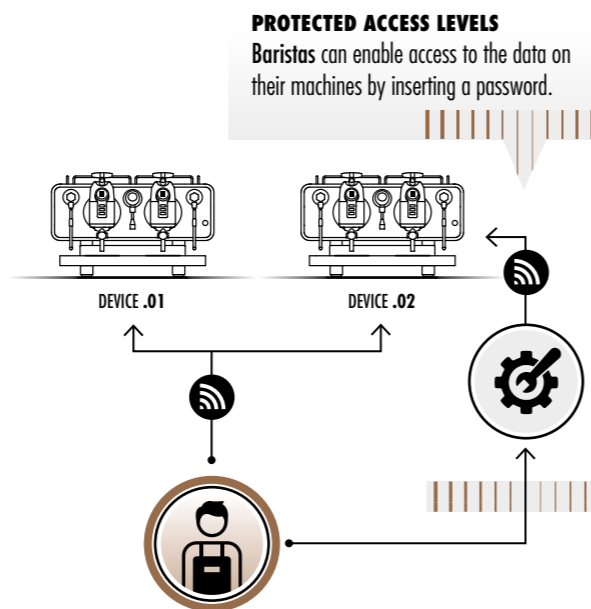 PROTECTED ACCESS LEVELS
Baristas can enable access to the data on
their machines by inserting a password.
DEVICE .01
DEVICE .02